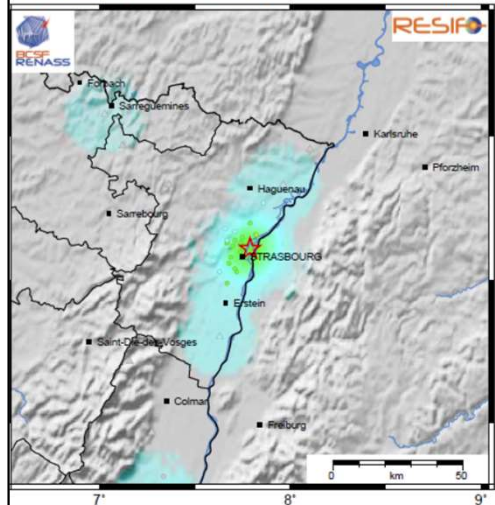 BCSF
RENASS
RESIF
Forbach
Sarreguemines
Karlsruhe
Pforzheim
Haguenau
Sarrebourg
STRASBOURG
Erstein
Saint-Dié-des-Vosges
Colmar
Freiburg
0 50
km
7° 8° 9°